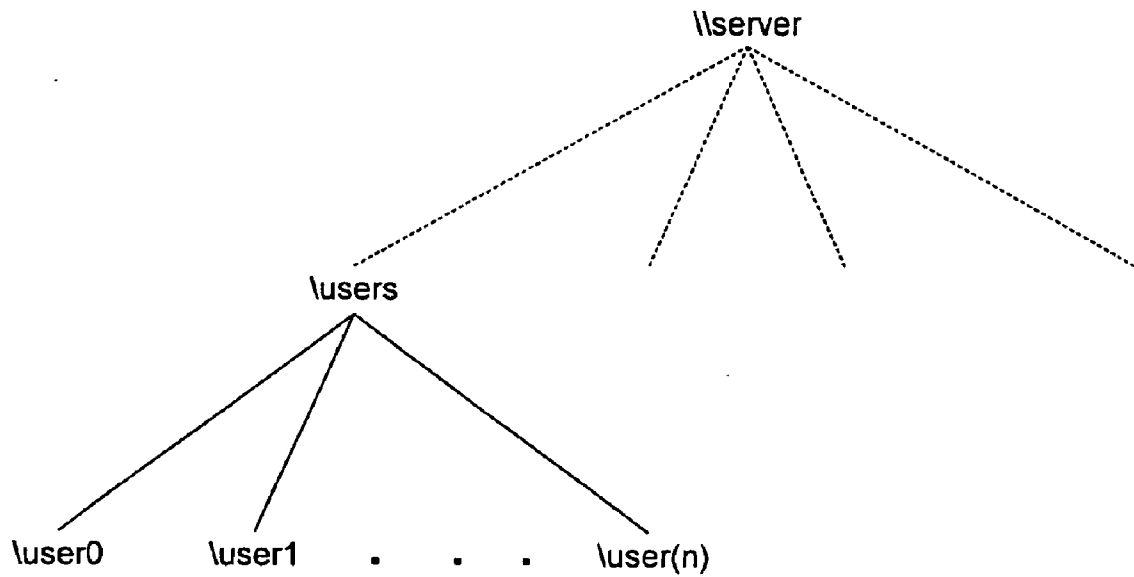 \\server
\users
\user0 \user1 . . . \user(n)